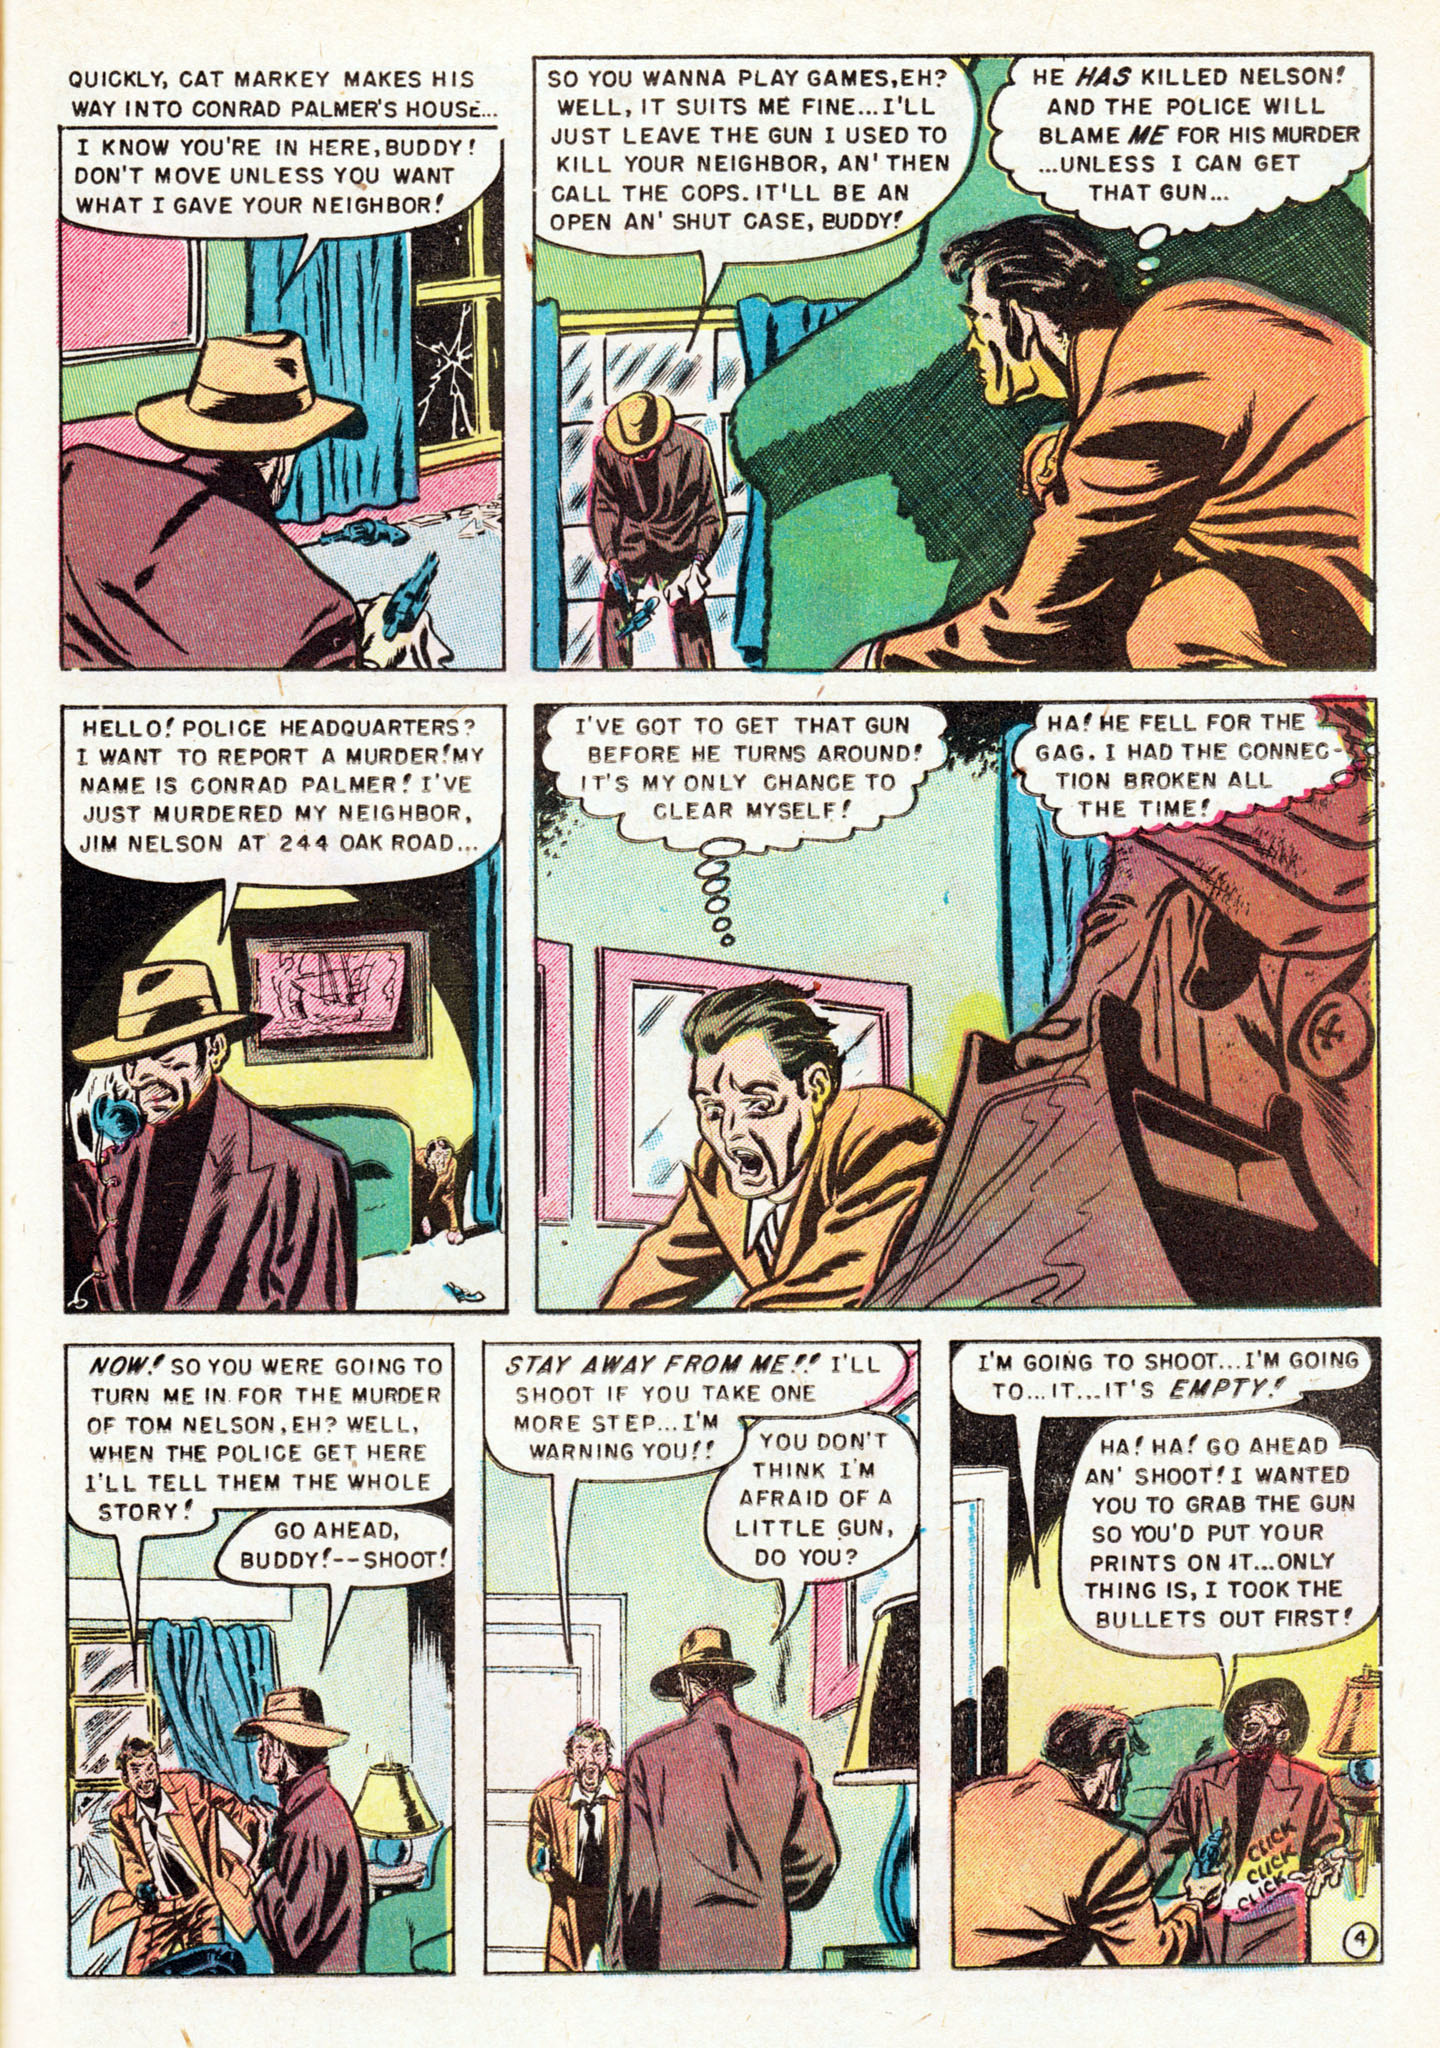 QUICKLY, CAT MARKEY MAKES HIS
WAY INTO CONRAD PALMER'S HOUSE...
I KNOW YOU'RE IN HERE, BUDDY!
DON'T MOVE UNLESS YOU WANT
WHAT I GAVE YOUR NEIGHBOR!
SO YOU WANNA PLAY GAMES, EH?
WELL, IT SUITS ME FINE...I'LL
JUST LEAVE THE GUN I USED TO
KILL YOUR NEIGHBOR, AN' THEN
CALL THE COPS. IT'LL BE AN
OPEN AN' SHUT CASE, BUDDY!
HE HAS KILLED NELSON!
AND THE POLICE WILL
BLAME ME FOR HIS MURDER
...UNLESS I CAN GET
THAT GUN...
HELLO! POLICE HEADQUARTERS?
I WANT TO REPORT A MURDER! MY
NAME IS CONRAD PALMER! I'VE
JUST MURDERED MY NEIGHBOR,
JIM NELSON AT 244 OAK ROAD...
I'VE GOT TO GET THAT GUN
BEFORE HE TURNS AROUND!
IT'S MY ONLY CHANCE TO
CLEAR MYSELF!
HA! HE FELL FOR THE
GAG. I HAD THE CONNEC-
TION BROKEN ALL
THE TIME!
NOW! SO YOU WERE GOING TO
TURN ME IN FOR THE MURDER
OF TOM NELSON, EH? WELL,
WHEN THE POLICE GET HERE
I'LL TELL THEM THE WHOLE
STORY!
GO AHEAD,
BUDDY!--SHOOT!
STAY AWAY FROM ME!! I'LL
SHOOT IF YOU TAKE ONE
MORE STEP...I'M
WARNING YOU!!
YOU DON'T
THINK I'M
AFRAID OF A
LITTLE GUN,
DO YOU?
I'M GOING TO SHOOT...I'M GOING
TO...IT...IT'S EMPTY!
HA! HA! GO AHEAD
AN' SHOOT! I WANTED
YOU TO GRAB THE GUN
SO YOU'D PUT YOUR
PRINTS ON IT...ONLY
THING IS, I TOOK THE
BULLETS OUT FIRST!
CLICK
CLICK
CLICK
4